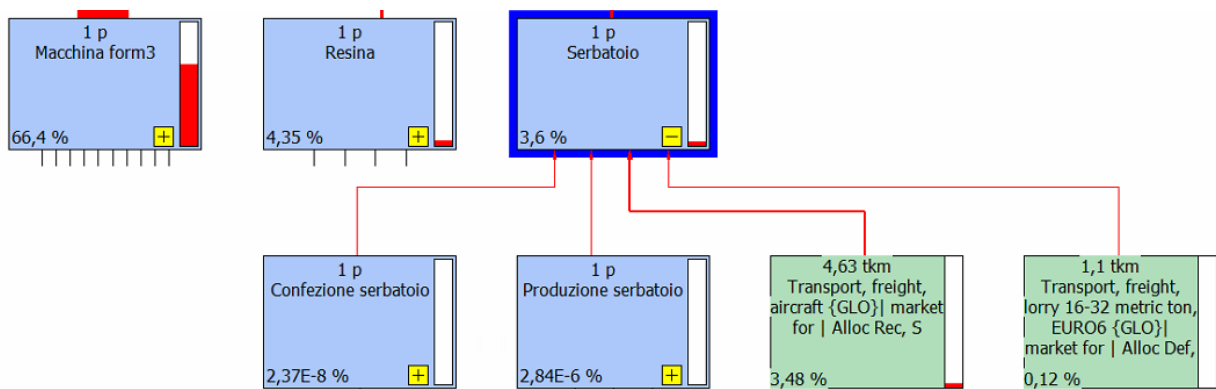 1 p
Macchina form3
66,4 %
+
1 p
Resina
4,35 %
+
1 p
Serbatoio
3,6 %
−
1 p
Confezione serbatoio
2,37E-8 %
+
1 p
Produzione serbatoio
2,84E-6 %
+
4,63 tkm
Transport, freight,
aircraft {GLO}| market
for | Alloc Rec, S
3,48 %
1,1 tkm
Transport, freight,
lorry 16-32 metric ton,
EURO6 {GLO}|
market for | Alloc Def,
0,12 %